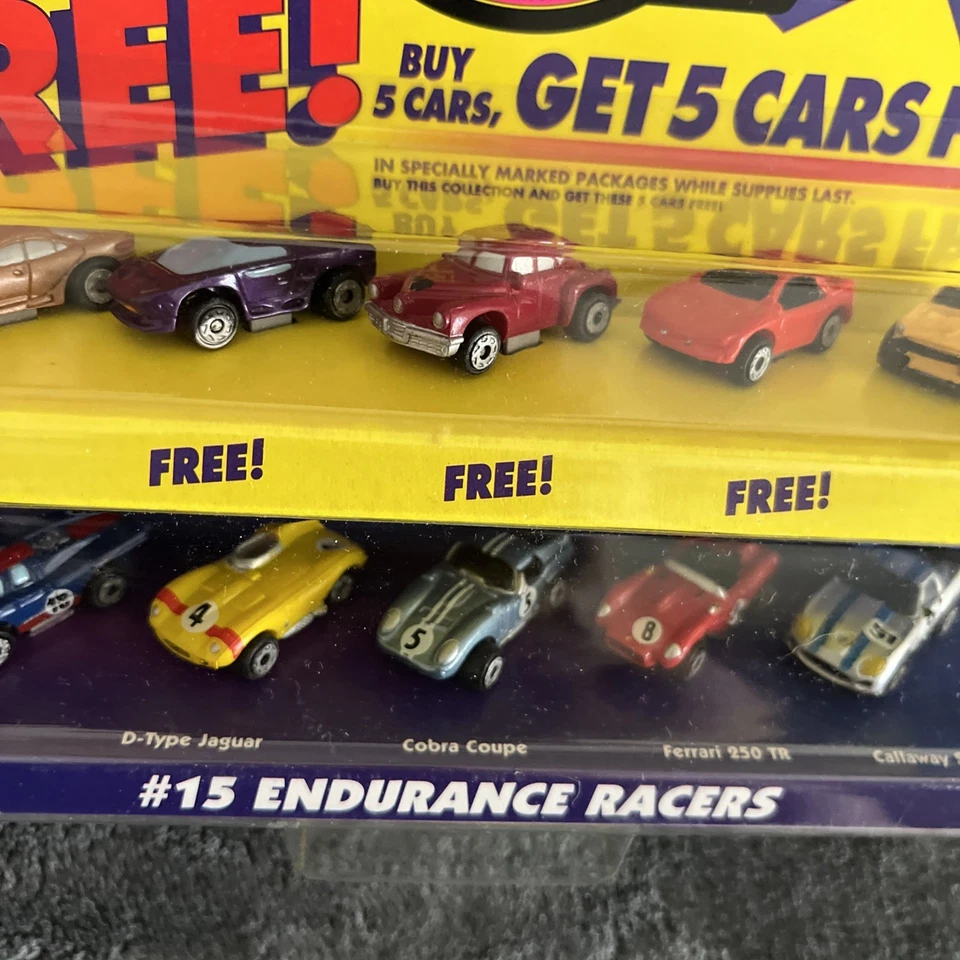 REE!
BUY
5 CARS, GET 5 CARS F
IN SPECIALLY MARKED PACKAGES WHILE SUPPLIES LAST.
BUY THIS COLLECTION AND GET THESE 5 CARS FREE!
FREE! FREE! FREE!
4 5 5 8
D-Type Jaguar Cobra Coupe Ferrari 250 TR Callaway
#15 ENDURANCE RACERS